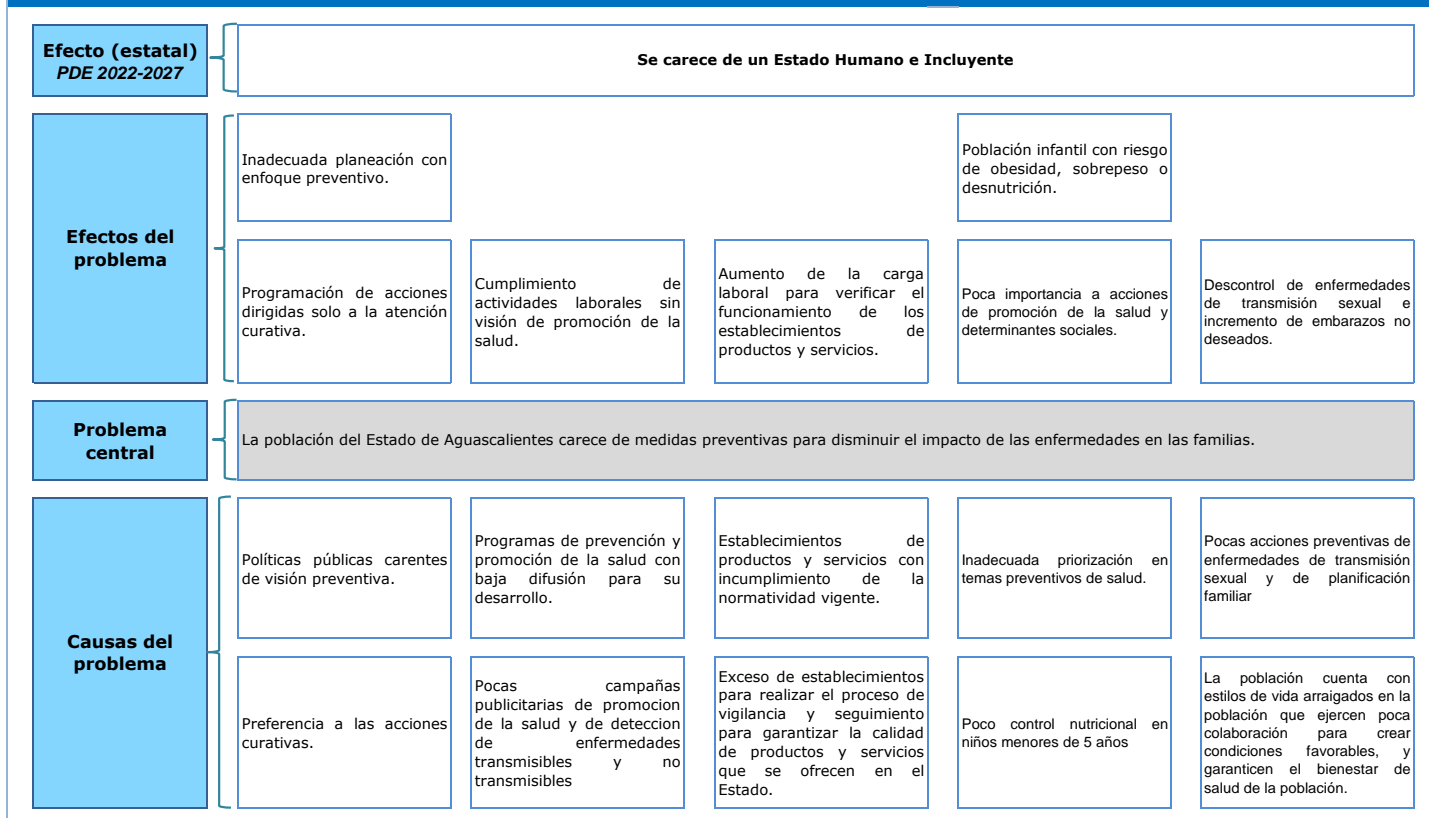 Efecto (estatal)
PDE 2022-2027
Se carece de un Estado Humano e Incluyente
Efectos del
problema
Inadecuada planeación con
enfoque preventivo.
Población infantil con riesgo
de obesidad, sobrepeso o
desnutrición.
Programación de acciones
dirigidas solo a la atención
curativa.
Cumplimiento de
actividades laborales sin
visión de promoción de la
salud.
Aumento de la carga
laboral para verificar el
funcionamiento de los
establecimientos de
productos y servicios.
Poca importancia a acciones
de promoción de la salud y
determinantes sociales.
Descontrol de enfermedades
de transmisión sexual e
incremento de embarazos no
deseados.
Problema
central
La población del Estado de Aguascalientes carece de medidas preventivas para disminuir el impacto de las enfermedades en las familias.
Causas del
problema
Políticas públicas carentes
de visión preventiva.
Programas de prevención y
promoción de la salud con
baja difusión para su
desarrollo.
Establecimientos de
productos y servicios con
incumplimiento de la
normatividad vigente.
Inadecuada priorización en
temas preventivos de salud.
Pocas acciones preventivas de
enfermedades de transmisión
sexual y de planificación
familiar
Preferencia a las acciones
curativas.
Pocas campañas
publicitarias de promocion
de la salud y de deteccion
de enfermedades
transmisibles y no
transmisibles
Exceso de establecimientos
para realizar el proceso de
vigilancia y seguimiento
para garantizar la calidad
de productos y servicios
que se ofrecen en el
Estado.
Poco control nutricional en
niños menores de 5 años
La población cuenta con
estilos de vida arraigados en la
población que ejercen poca
colaboración para crear
condiciones favorables, y
garanticen el bienestar de
salud de la población.